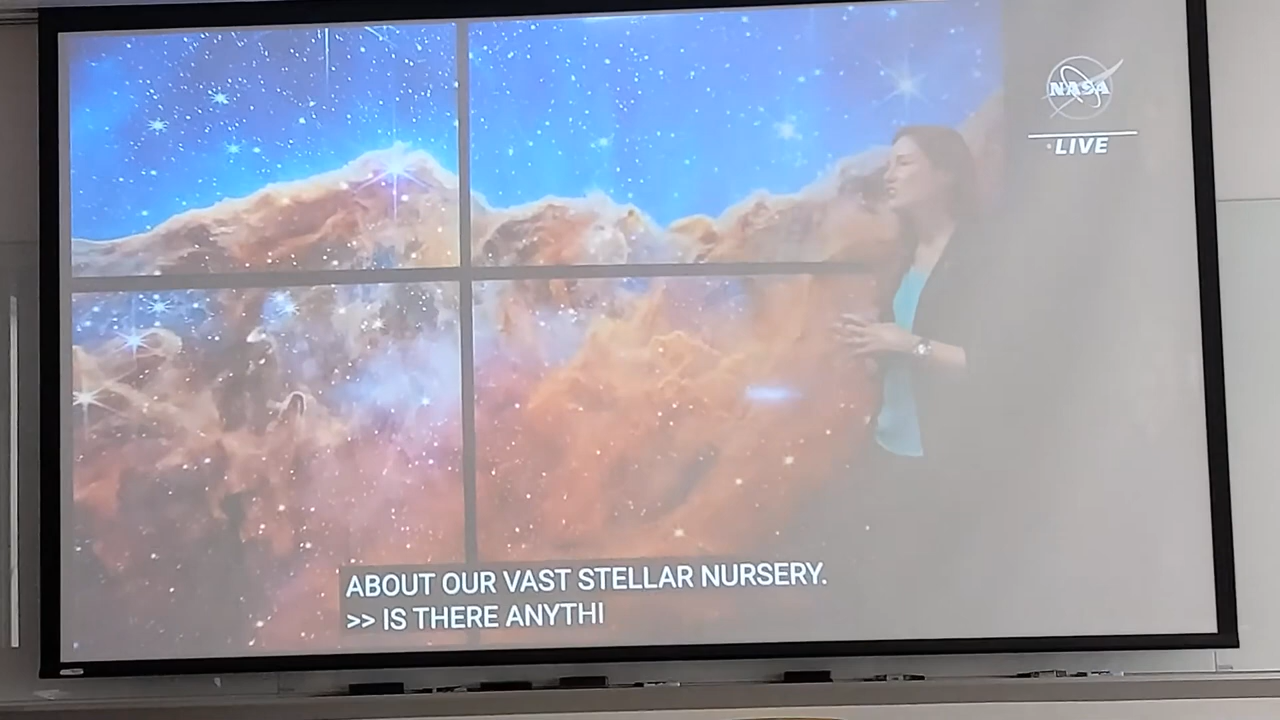 NASA
LIVE
ABOUT OUR VAST STELLAR NURSERY.
>> IS THERE ANYTHI